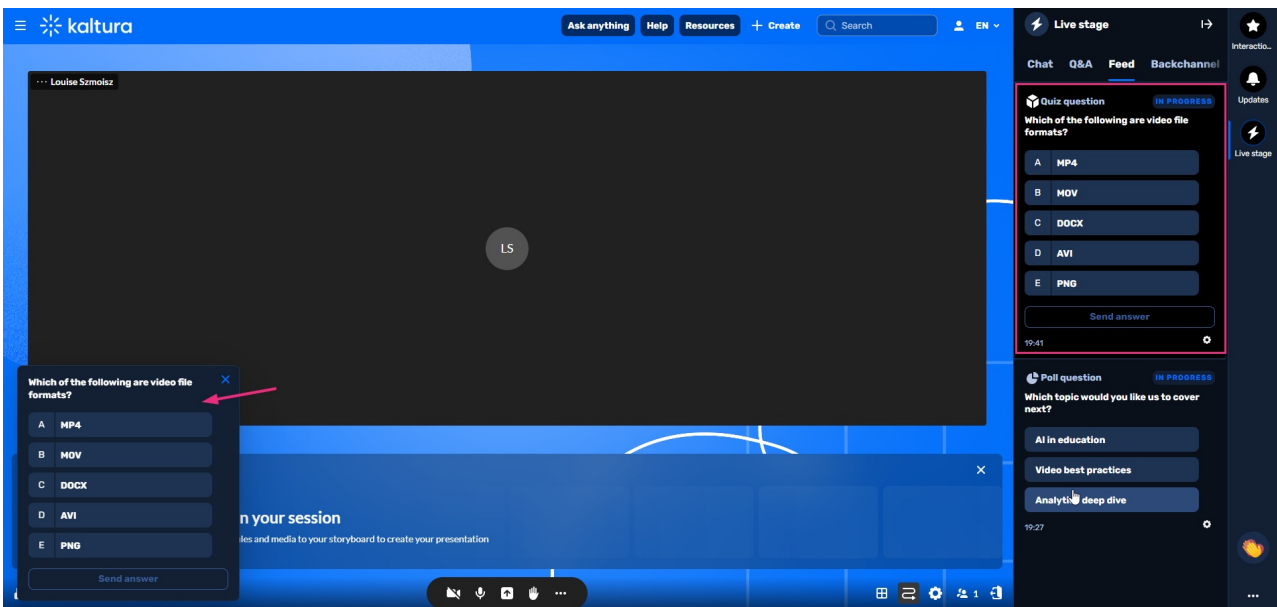 kaltura
Ask anything
Help
Resources
+ Create
Search
EN
Live stage
Interactio...
Chat Q&A Feed Backchannel
Updates
Live stage
··· Louise Szmoisz
LS
Quiz question
IN PROGRESS
Which of the following are video file
formats?
A MP4
B MOV
C DOCX
D AVI
E PNG
Send answer
19:41
Poll question
IN PROGRESS
Which topic would you like us to cover
next?
AI in education
Video best practices
deep dive
19:27
Which of the following are video file
formats?
A MP4
B MOV
C DOCX
D AVI
E PNG
Send answer
n your session
and media to your storyboard to create your presentation
1